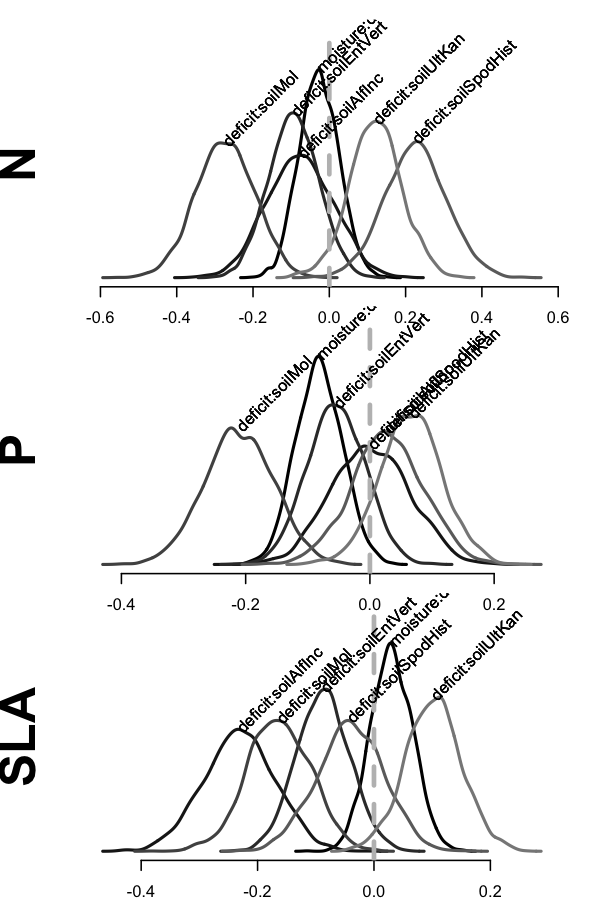 N
deficit:soilMol
moisture:d
deficit:soilEntVert
deficit:soilAlfInc
deficit:soilUltKan
deficit:soilSpodHist
-0.6 -0.4 -0.2 0.0 0.2 0.4 0.6
P
deficit:soilMol
moisture:d
deficit:soilEntVert
deficit:soilUltKan
-0.4 -0.2 0.0 0.2
SLA
deficit:soilAlfInc
deficit:soilMol
deficit:soilEntVert
moisture:d
deficit:soilSpodHist
deficit:soilUltKan
-0.4 -0.2 0.0 0.2